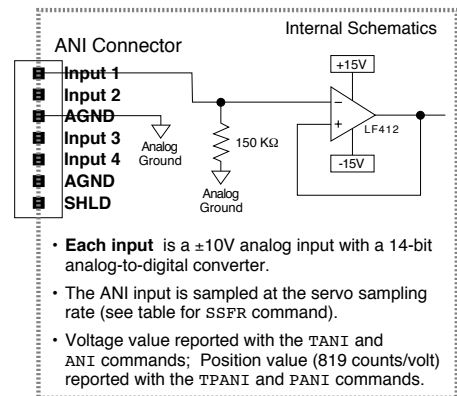 Internal Schematics
ANI Connector
+15V
Input 1
Input 2
AGND
Input 3
Input 4
AGND
SHLD
Analog
Ground
150 KΩ
Analog
Ground
−
+
LF412
-15V
• Each input is a ±10V analog input with a 14-bit
analog-to-digital converter.
• The ANI input is sampled at the servo sampling
rate (see table for SSFR command).
• Voltage value reported with the TANI and
ANI commands; Position value (819 counts/volt)
reported with the TPANI and PANI commands.